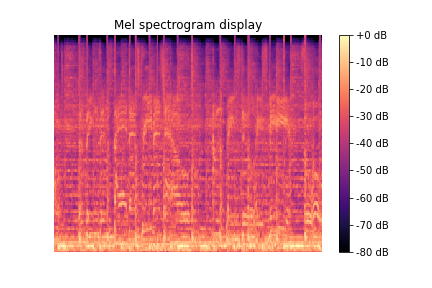 Mel spectrogram display
+0 dB
-10 dB
-20 dB
-30 dB
-40 dB
-50 dB
-60 dB
-70 dB
-80 dB